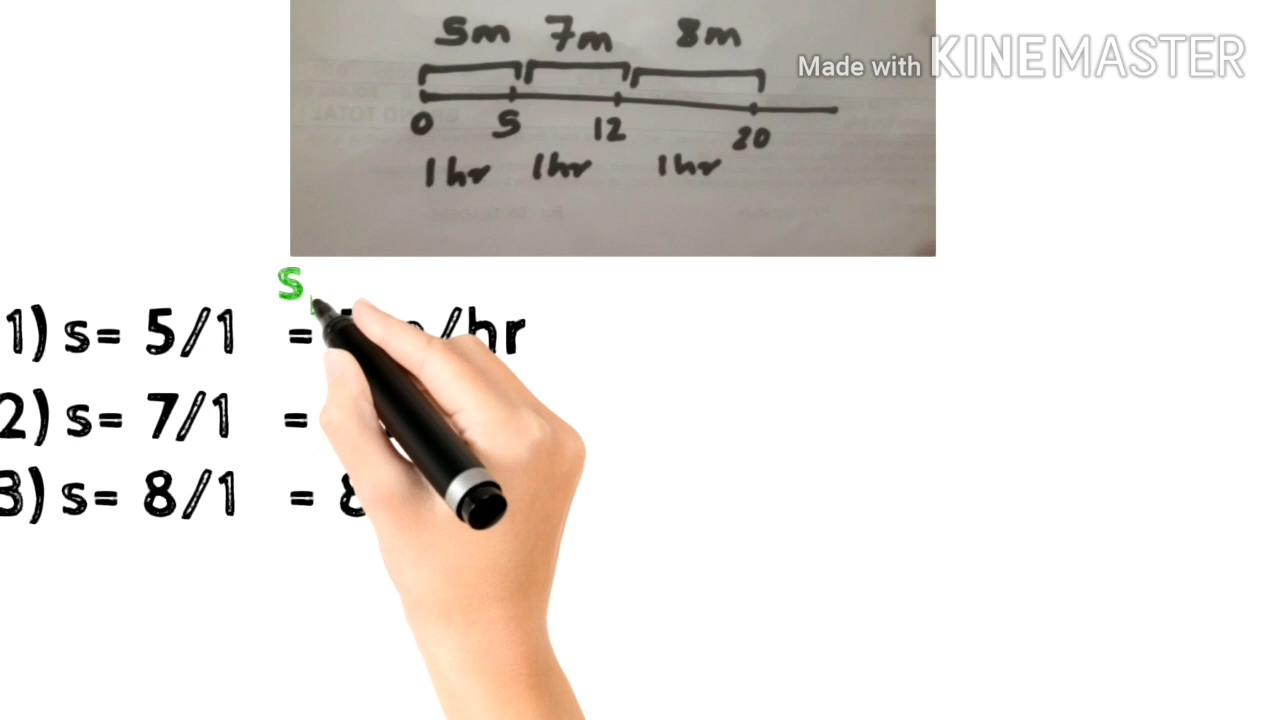 5m 7m 8m
Made with KINEMASTER
0 5 12 20
1hr 1hr 1hr
s
1) s= 5/1 = /hr
2) s= 7/1 =
3) s= 8/1 = 8